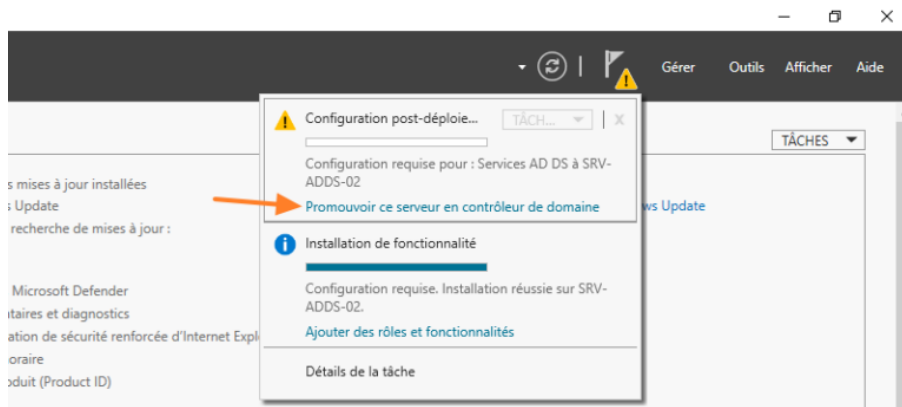 Gérer Outils Afficher Aide
Configuration post-déploie... TÂCH...
Configuration requise pour : Services AD DS à SRV-
ADDS-02
Promouvoir ce serveur en contrôleur de domaine
Installation de fonctionnalité
Configuration requise. Installation réussie sur SRV-
ADDS-02.
Ajouter des rôles et fonctionnalités
Détails de la tâche
TÂCHES
s mises à jour installées
s Update
recherche de mises à jour :
Microsoft Defender
taires et diagnostics
ation de sécurité renforcée d'Internet Expl
oraire
oduit (Product ID)
ws Update